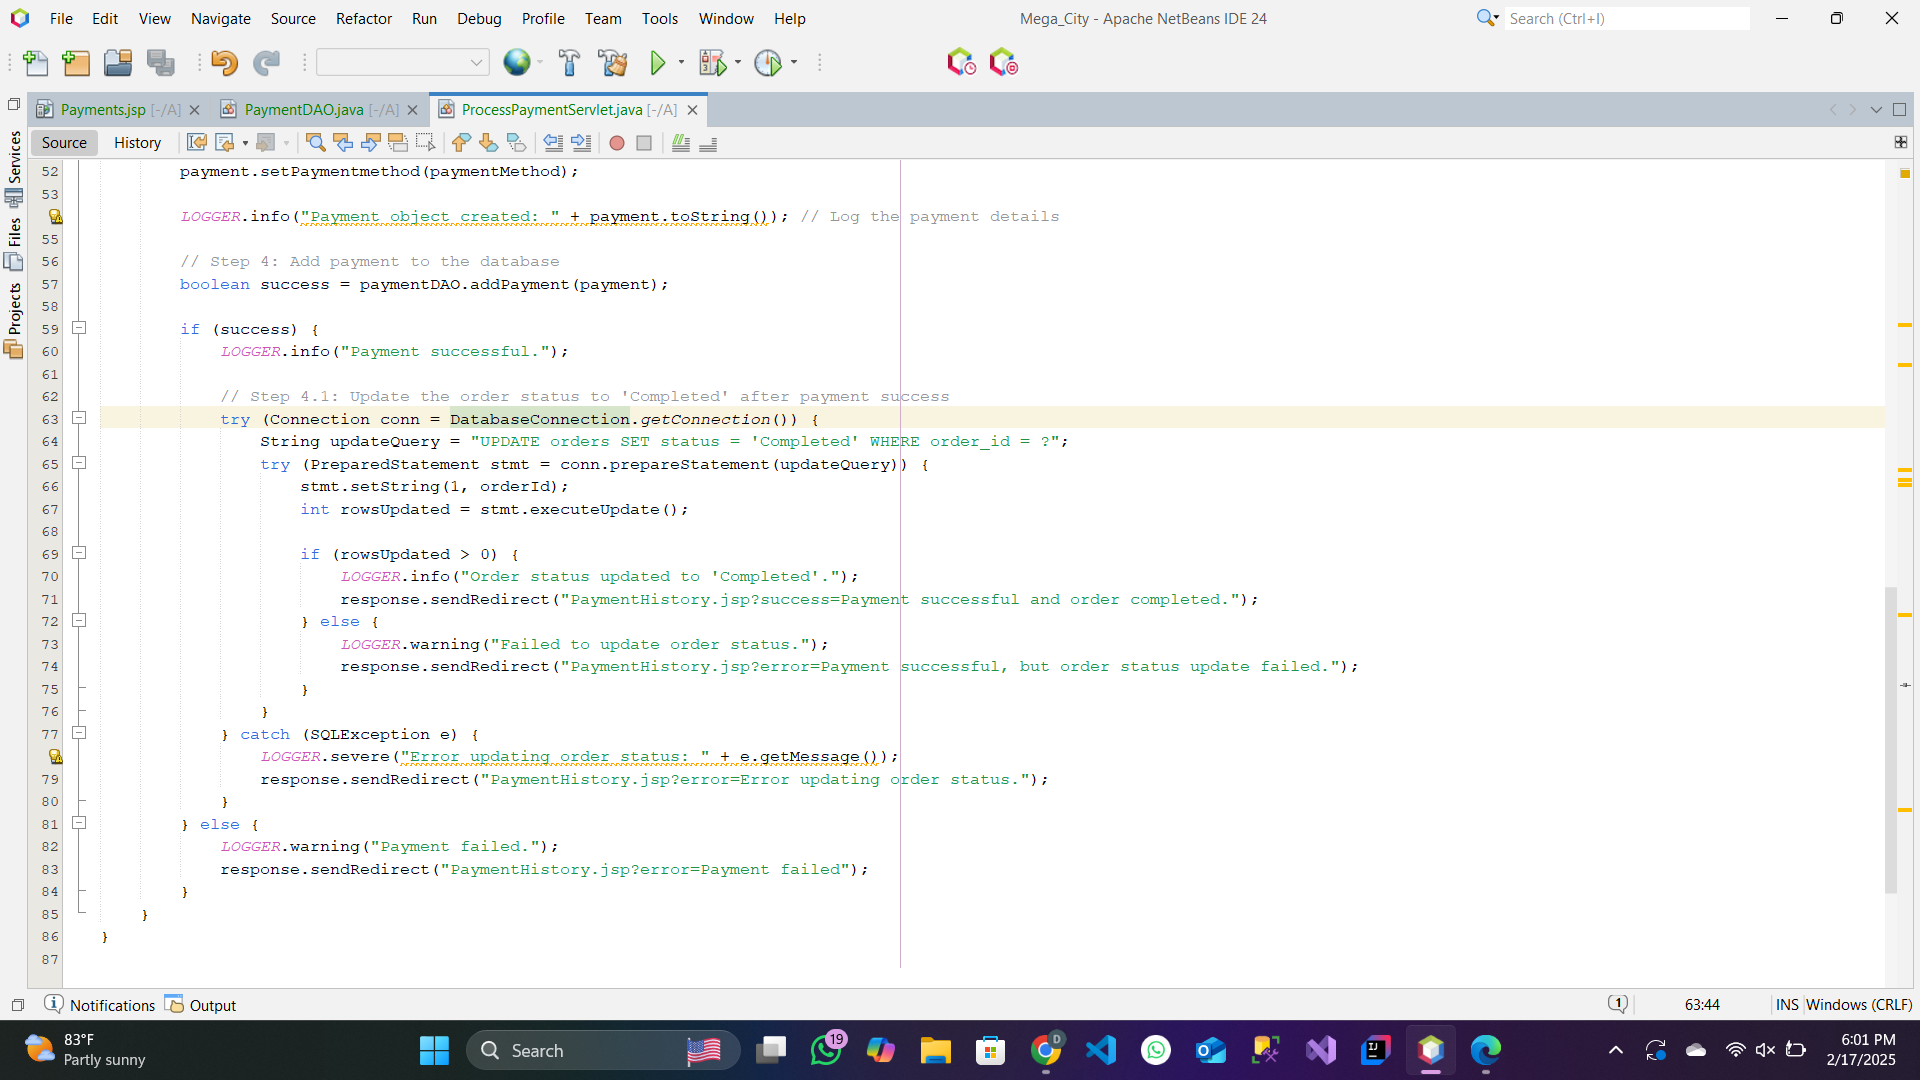 File Edit View Navigate Source Refactor Run Debug Profile Team Tools Window Help
Mega_City - Apache NetBeans IDE 24
Search (Ctrl+I)
Payments.jsp [-/A]
PaymentDAO.java [-/A]
ProcessPaymentServlet.java [-/A]
Source History
Services
Files
Projects
52 payment.setPaymentmethod(paymentMethod);
53
LOGGER.info("Payment object created: " + payment.toString()); // Log the payment details
55
56 // Step 4: Add payment to the database
57 boolean success = paymentDAO.addPayment(payment);
58
59 if (success) {
60 LOGGER.info("Payment successful.");
61
62 // Step 4.1: Update the order status to 'Completed' after payment success
63 try (Connection conn = DatabaseConnection.getConnection()) {
64 String updateQuery = "UPDATE orders SET status = 'Completed' WHERE order_id = ?";
65 try (PreparedStatement stmt = conn.prepareStatement(updateQuery)) {
66 stmt.setString(1, orderId);
67 int rowsUpdated = stmt.executeUpdate();
68
69 if (rowsUpdated > 0) {
70 LOGGER.info("Order status updated to 'Completed'.");
71 response.sendRedirect("PaymentHistory.jsp?success=Payment successful and order completed.");
72 } else {
73 LOGGER.warning("Failed to update order status.");
74 response.sendRedirect("PaymentHistory.jsp?error=Payment successful, but order status update failed.");
75 }
76 }
77 } catch (SQLException e) {
LOGGER.severe("Error updating order status: " + e.getMessage());
79 response.sendRedirect("PaymentHistory.jsp?error=Error updating order status.");
80 }
81 } else {
82 LOGGER.warning("Payment failed.");
83 response.sendRedirect("PaymentHistory.jsp?error=Payment failed");
84 }
85 }
86 }
87
Notifications Output
1
63:44
INS Windows (CRLF)
83°F
Partly sunny
Search
19
D
6:01 PM
2/17/2025